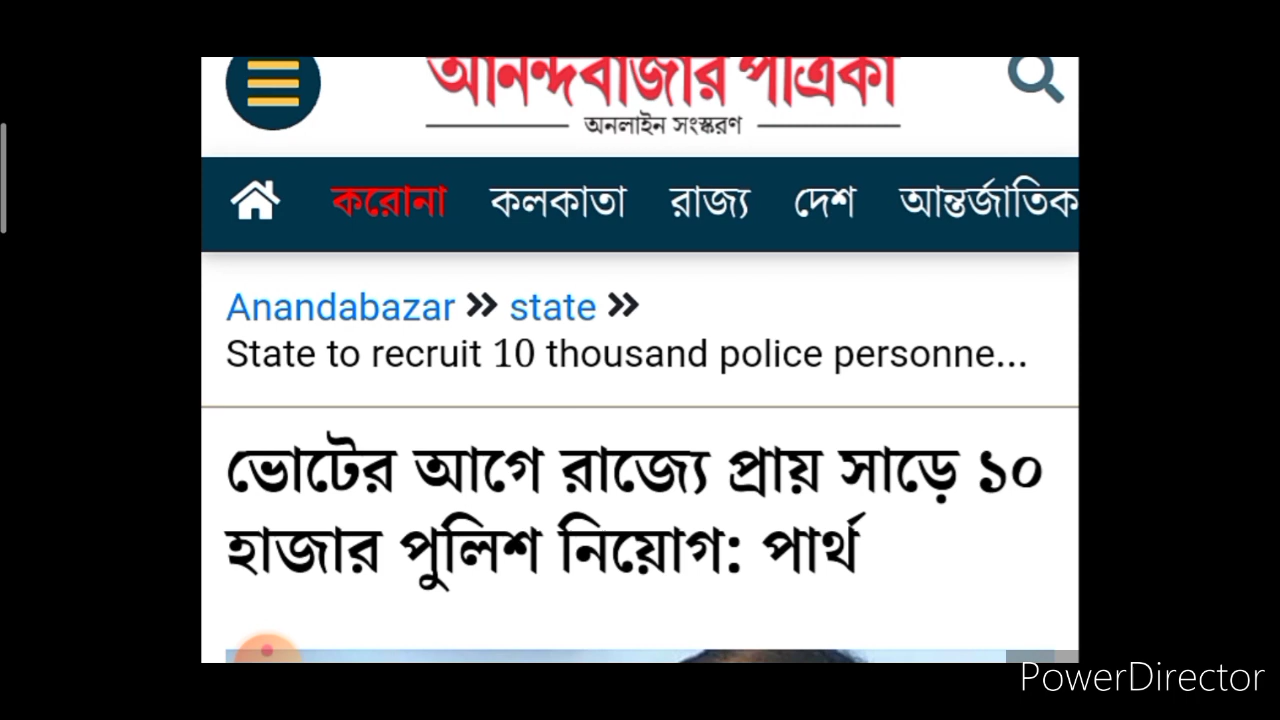 আনন্দবাজার পত্রিকা
অনলাইন সংস্করণ
করোনা কলকাতা রাজ্য দেশ আন্তর্জাতিক
Anandabazar » state »
State to recruit 10 thousand police personne...
ভোটের আগে রাজ্যে প্রায় সাড়ে ১০
হাজার পুলিশ নিয়োগ: পার্থ
PowerDirector